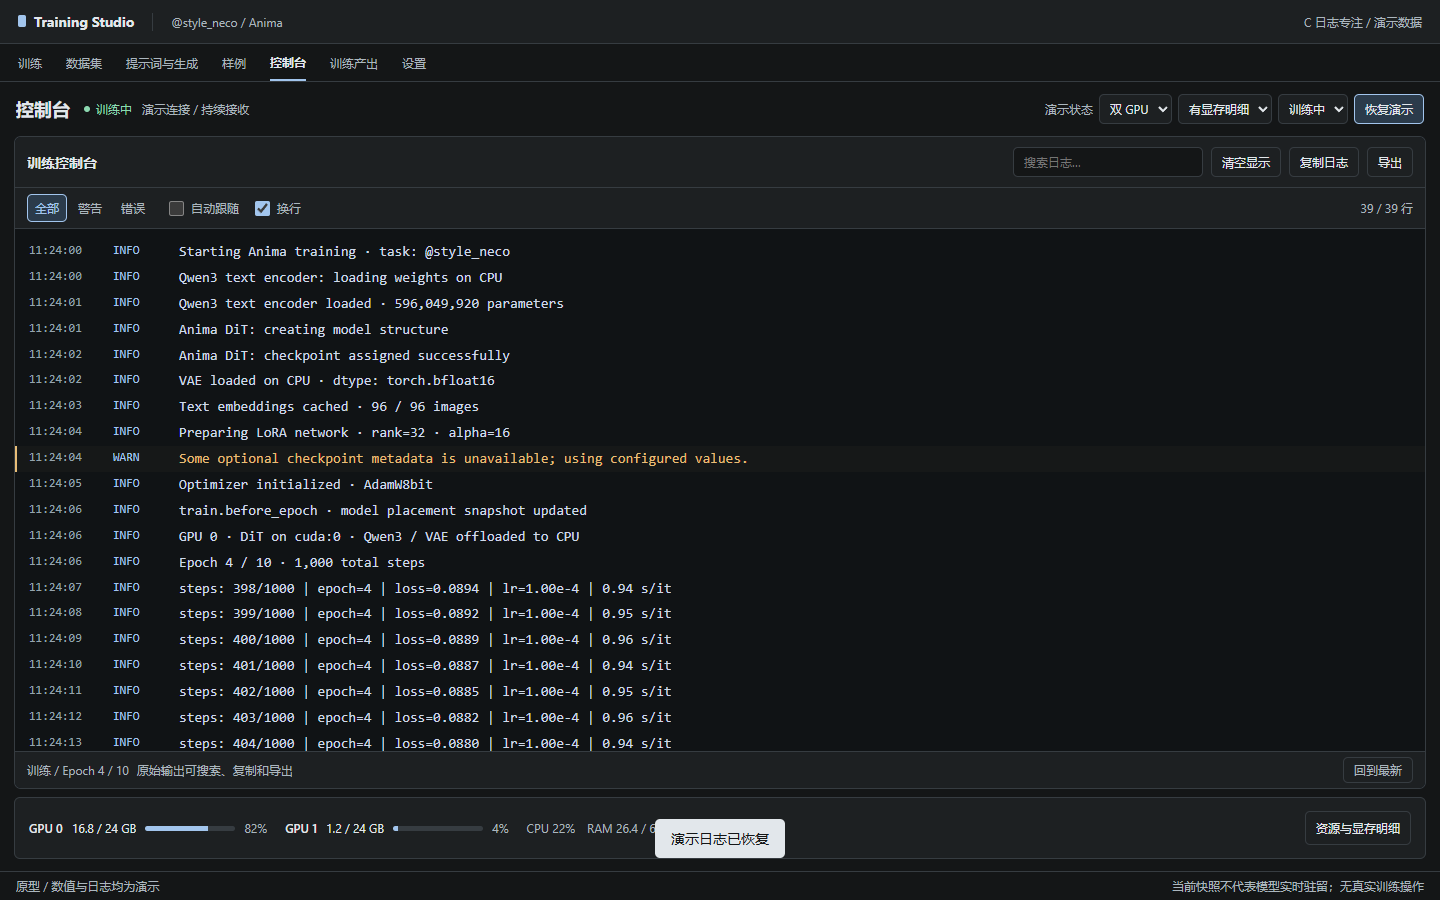 Training Studio @style_neco / Anima C 日志专注 / 演示数据
训练 数据集 提示词与生成 样例 控制台 训练产出 设置
控制台 训练中 演示连接 / 持续接收 演示状态 双 GPU 有显存明细 训练中 恢复演示
训练控制台 搜索日志... 清空显示 复制日志 导出
全部 警告 错误 自动跟随 换行 39 / 39 行
11:24:00 INFO Starting Anima training · task: @style_neco
11:24:00 INFO Qwen3 text encoder: loading weights on CPU
11:24:01 INFO Qwen3 text encoder loaded · 596,049,920 parameters
11:24:01 INFO Anima DiT: creating model structure
11:24:02 INFO Anima DiT: checkpoint assigned successfully
11:24:02 INFO VAE loaded on CPU · dtype: torch.bfloat16
11:24:03 INFO Text embeddings cached · 96 / 96 images
11:24:04 INFO Preparing LoRA network · rank=32 · alpha=16
11:24:04 WARN Some optional checkpoint metadata is unavailable; using configured values.
11:24:05 INFO Optimizer initialized · AdamW8bit
11:24:06 INFO train.before_epoch · model placement snapshot updated
11:24:06 INFO GPU 0 · DiT on cuda:0 · Qwen3 / VAE offloaded to CPU
11:24:06 INFO Epoch 4 / 10 · 1,000 total steps
11:24:07 INFO steps: 398/1000 | epoch=4 | loss=0.0894 | lr=1.00e-4 | 0.94 s/it
11:24:08 INFO steps: 399/1000 | epoch=4 | loss=0.0892 | lr=1.00e-4 | 0.95 s/it
11:24:09 INFO steps: 400/1000 | epoch=4 | loss=0.0889 | lr=1.00e-4 | 0.96 s/it
11:24:10 INFO steps: 401/1000 | epoch=4 | loss=0.0887 | lr=1.00e-4 | 0.94 s/it
11:24:11 INFO steps: 402/1000 | epoch=4 | loss=0.0885 | lr=1.00e-4 | 0.95 s/it
11:24:12 INFO steps: 403/1000 | epoch=4 | loss=0.0882 | lr=1.00e-4 | 0.96 s/it
11:24:13 INFO steps: 404/1000 | epoch=4 | loss=0.0880 | lr=1.00e-4 | 0.94 s/it
训练 / Epoch 4 / 10 原始输出可搜索、复制和导出 回到最新
GPU 0 16.8 / 24 GB 82% GPU 1 1.2 / 24 GB 4% CPU 22% RAM 26.4 / 6 资源与显存明细
演示日志已恢复
原型 / 数值与日志均为演示 当前快照不代表模型实时驻留；无真实训练操作